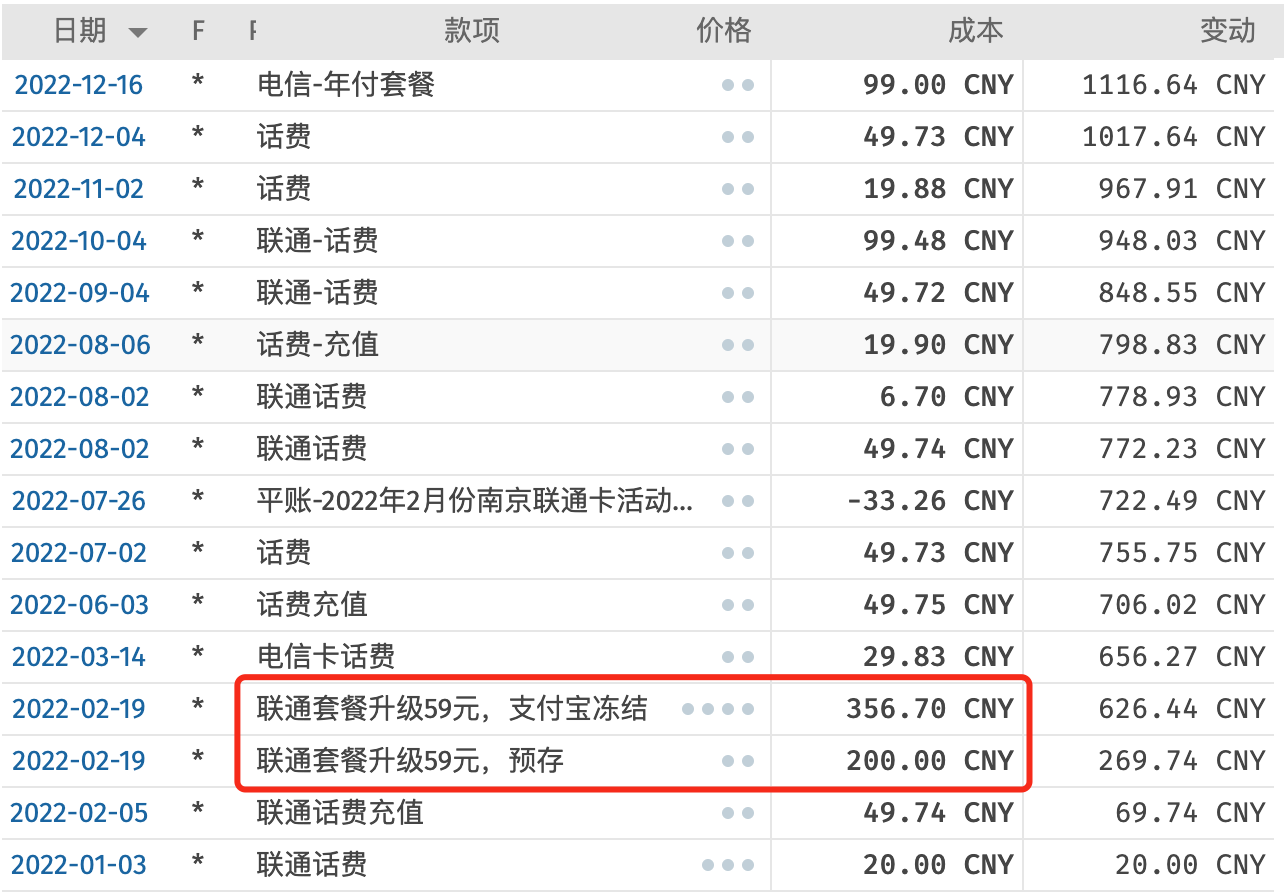 日期 F 款项 价格 成本 变动
2022-12-16 * 电信-年付套餐 99.00 CNY 1116.64 CNY
2022-12-04 * 话费 49.73 CNY 1017.64 CNY
2022-11-02 * 话费 19.88 CNY 967.91 CNY
2022-10-04 * 联通-话费 99.48 CNY 948.03 CNY
2022-09-04 * 联通-话费 49.72 CNY 848.55 CNY
2022-08-06 * 话费-充值 19.90 CNY 798.83 CNY
2022-08-02 * 联通话费 6.70 CNY 778.93 CNY
2022-08-02 * 联通话费 49.74 CNY 772.23 CNY
2022-07-26 * 平账-2022年2月份南京联通卡活动... -33.26 CNY 722.49 CNY
2022-07-02 * 话费 49.73 CNY 755.75 CNY
2022-06-03 * 话费充值 49.75 CNY 706.02 CNY
2022-03-14 * 电信卡话费 29.83 CNY 656.27 CNY
2022-02-19 * 联通套餐升级59元，支付宝冻结 356.70 CNY 626.44 CNY
2022-02-19 * 联通套餐升级59元，预存 200.00 CNY 269.74 CNY
2022-02-05 * 联通话费充值 49.74 CNY 69.74 CNY
2022-01-03 * 联通话费 20.00 CNY 20.00 CNY